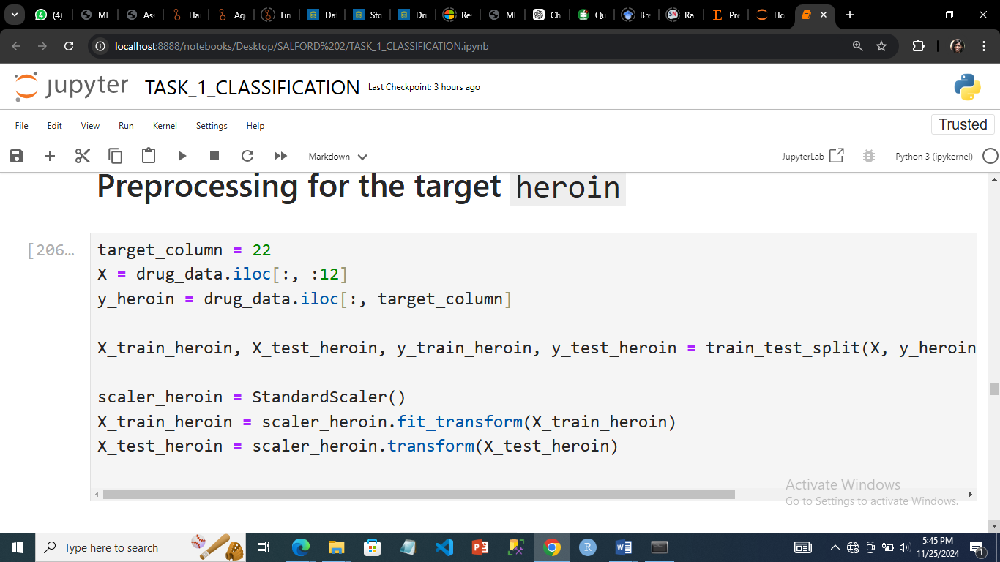 (4)
ML
As
Ha
Ag
Tin
Da
Sto
Dru
Re
ML
Ch
Qu
Bre
Ra
Pre
Ho
localhost:8888/notebooks/Desktop/SALFORD%202/TASK_1_CLASSIFICATION.ipynb
jupyter TASK_1_CLASSIFICATION Last Checkpoint: 3 hours ago
File Edit View Run Kernel Settings Help Trusted
Markdown JupyterLab Python 3 (ipykernel)
Preprocessing for the target heroin
[206…
target_column = 22
X = drug_data.iloc[:, :12]
y_heroin = drug_data.iloc[:, target_column]
X_train_heroin, X_test_heroin, y_train_heroin, y_test_heroin = train_test_split(X, y_heroin
scaler_heroin = StandardScaler()
X_train_heroin = scaler_heroin.fit_transform(X_train_heroin)
X_test_heroin = scaler_heroin.transform(X_test_heroin)
Activate Windows
Go to Settings to activate Windows.
Type here to search
5:45 PM
11/25/2024
1